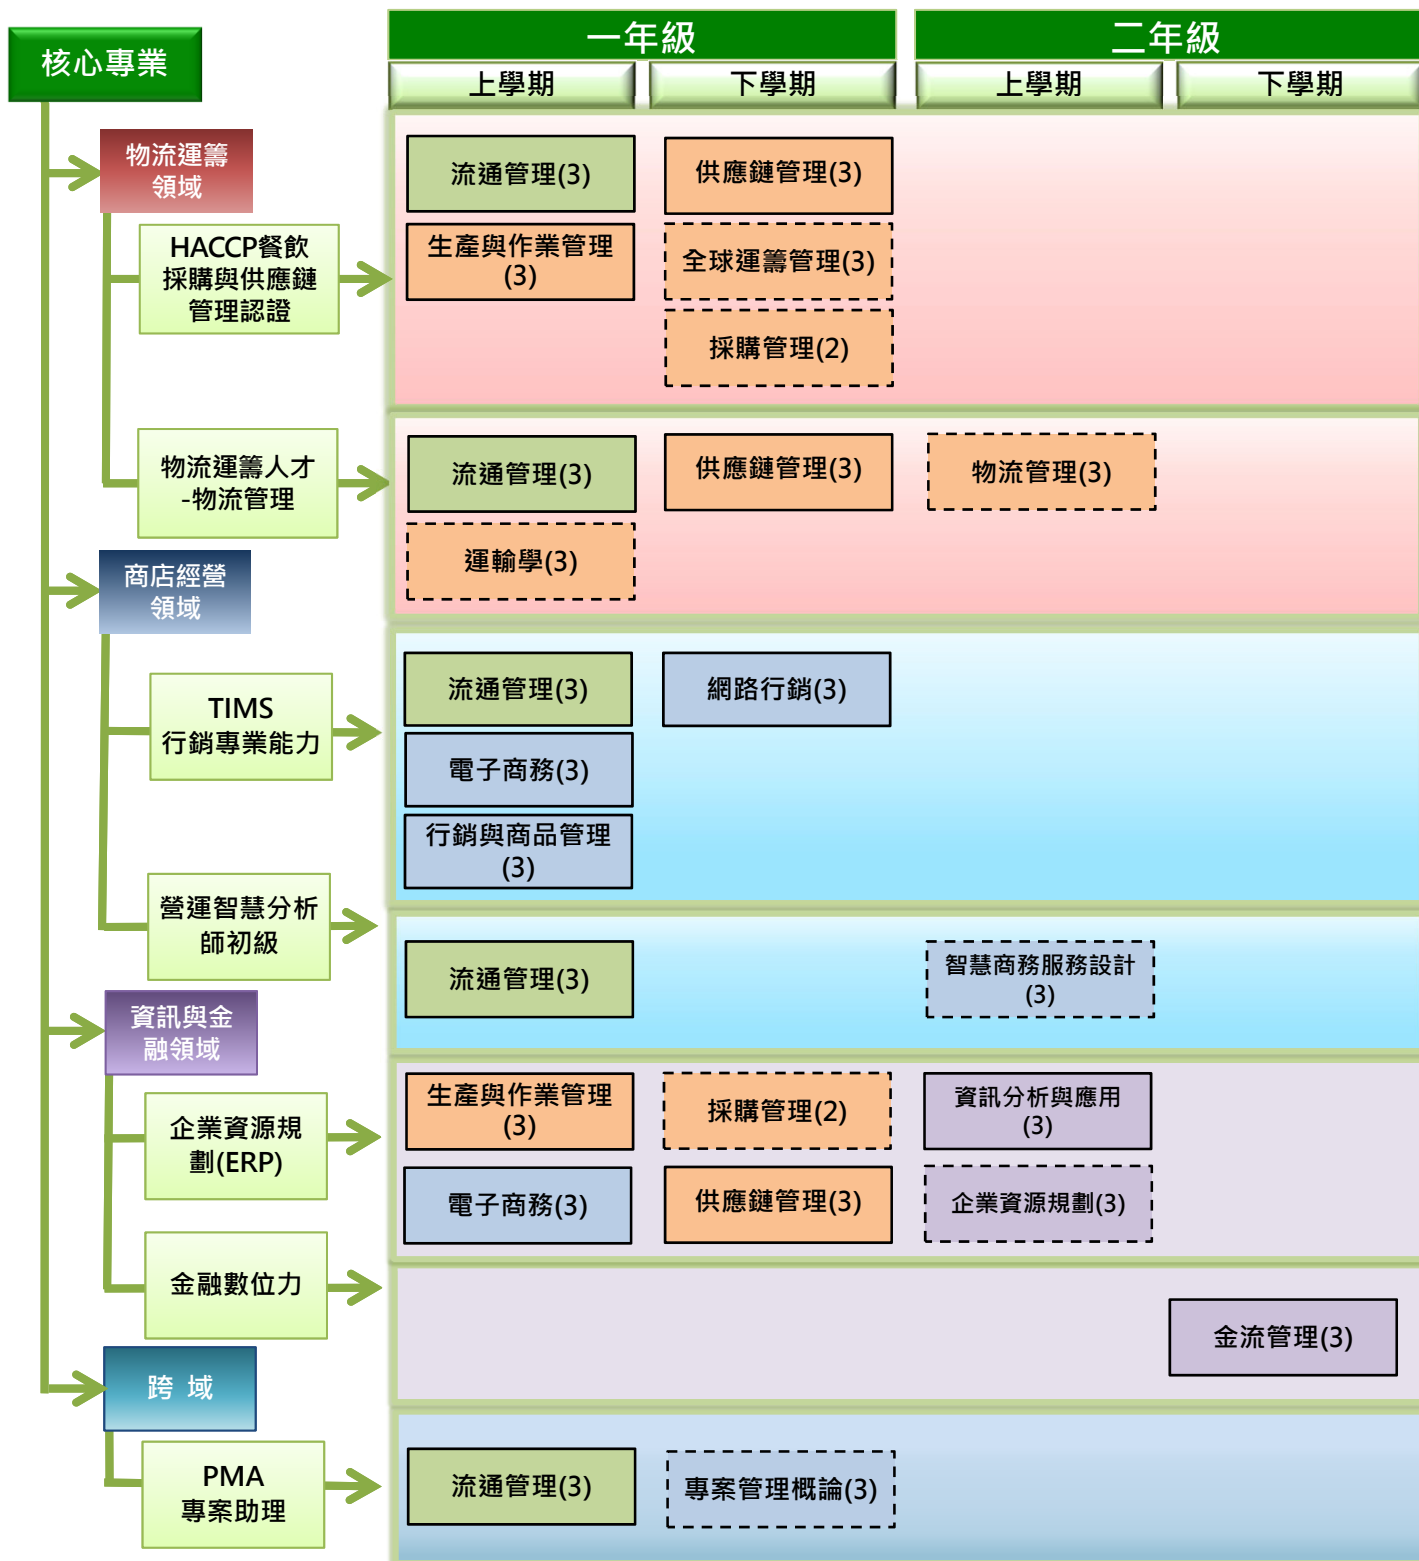 核心專業
一年級
二年級
上學期
下學期
上學期
下學期
物流運籌
領域
HACCP餐飲
採購與供應鏈
管理認證
流通管理(3)
供應鏈管理(3)
生產與作業管理
(3)
全球運籌管理(3)
採購管理(2)
物流運籌人才
-物流管理
流通管理(3)
供應鏈管理(3)
物流管理(3)
運輸學(3)
商店經營
領域
TIMS
行銷專業能力
流通管理(3)
網路行銷(3)
電子商務(3)
行銷與商品管理
(3)
營運智慧分析
師初級
流通管理(3)
智慧商務服務設計
(3)
資訊與金
融領域
企業資源規
劃(ERP)
生產與作業管理
(3)
採購管理(2)
資訊分析與應用
(3)
電子商務(3)
供應鏈管理(3)
企業資源規劃(3)
金融數位力
金流管理(3)
跨 域
PMA
專案助理
流通管理(3)
專案管理概論(3)